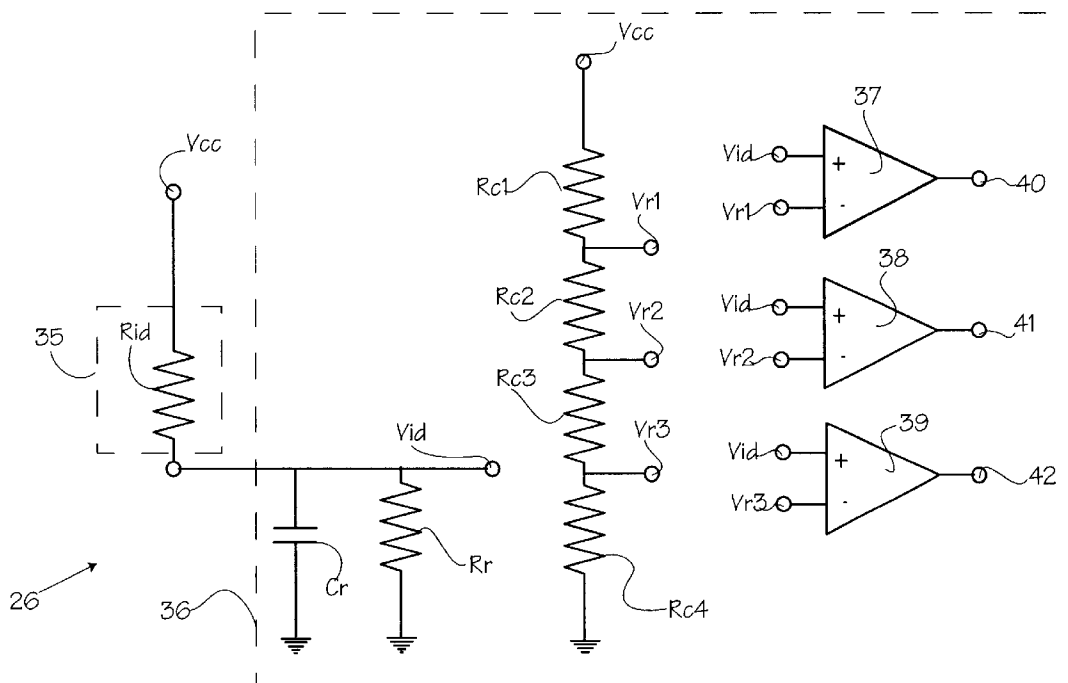 Vcc
37
Vcc
Vid
+
Rc1
Vr1
40
Vr1
-
38
Rc2
Vid
+
35
Rid
Vr2
41
Vr2
-
Rc3
39
Vid
Vr3
Vid
+
42
Vr3
-
Rr
26
36
Cr
Rc4